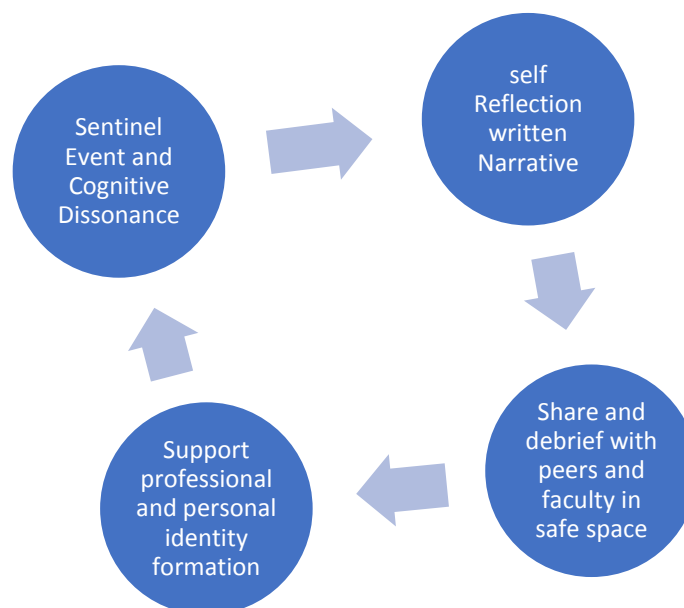 Sentinel
Event and
Cognitive
Dissonance
self
Reflection
written
Narrative
Share and
debrief with
peers and
faculty in
safe space
Support
professional
and personal
identity
formation